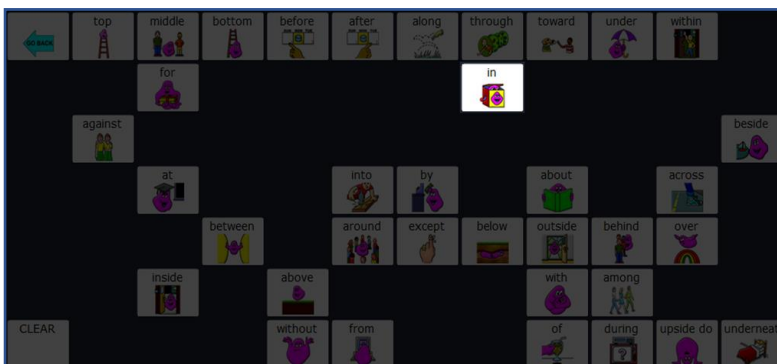 top middle bottom before after along through toward under within
GO BACK
for in
against beside
at into by about across
between around except below outside behind over
inside above with among
CLEAR without from of during upside do underneat
?